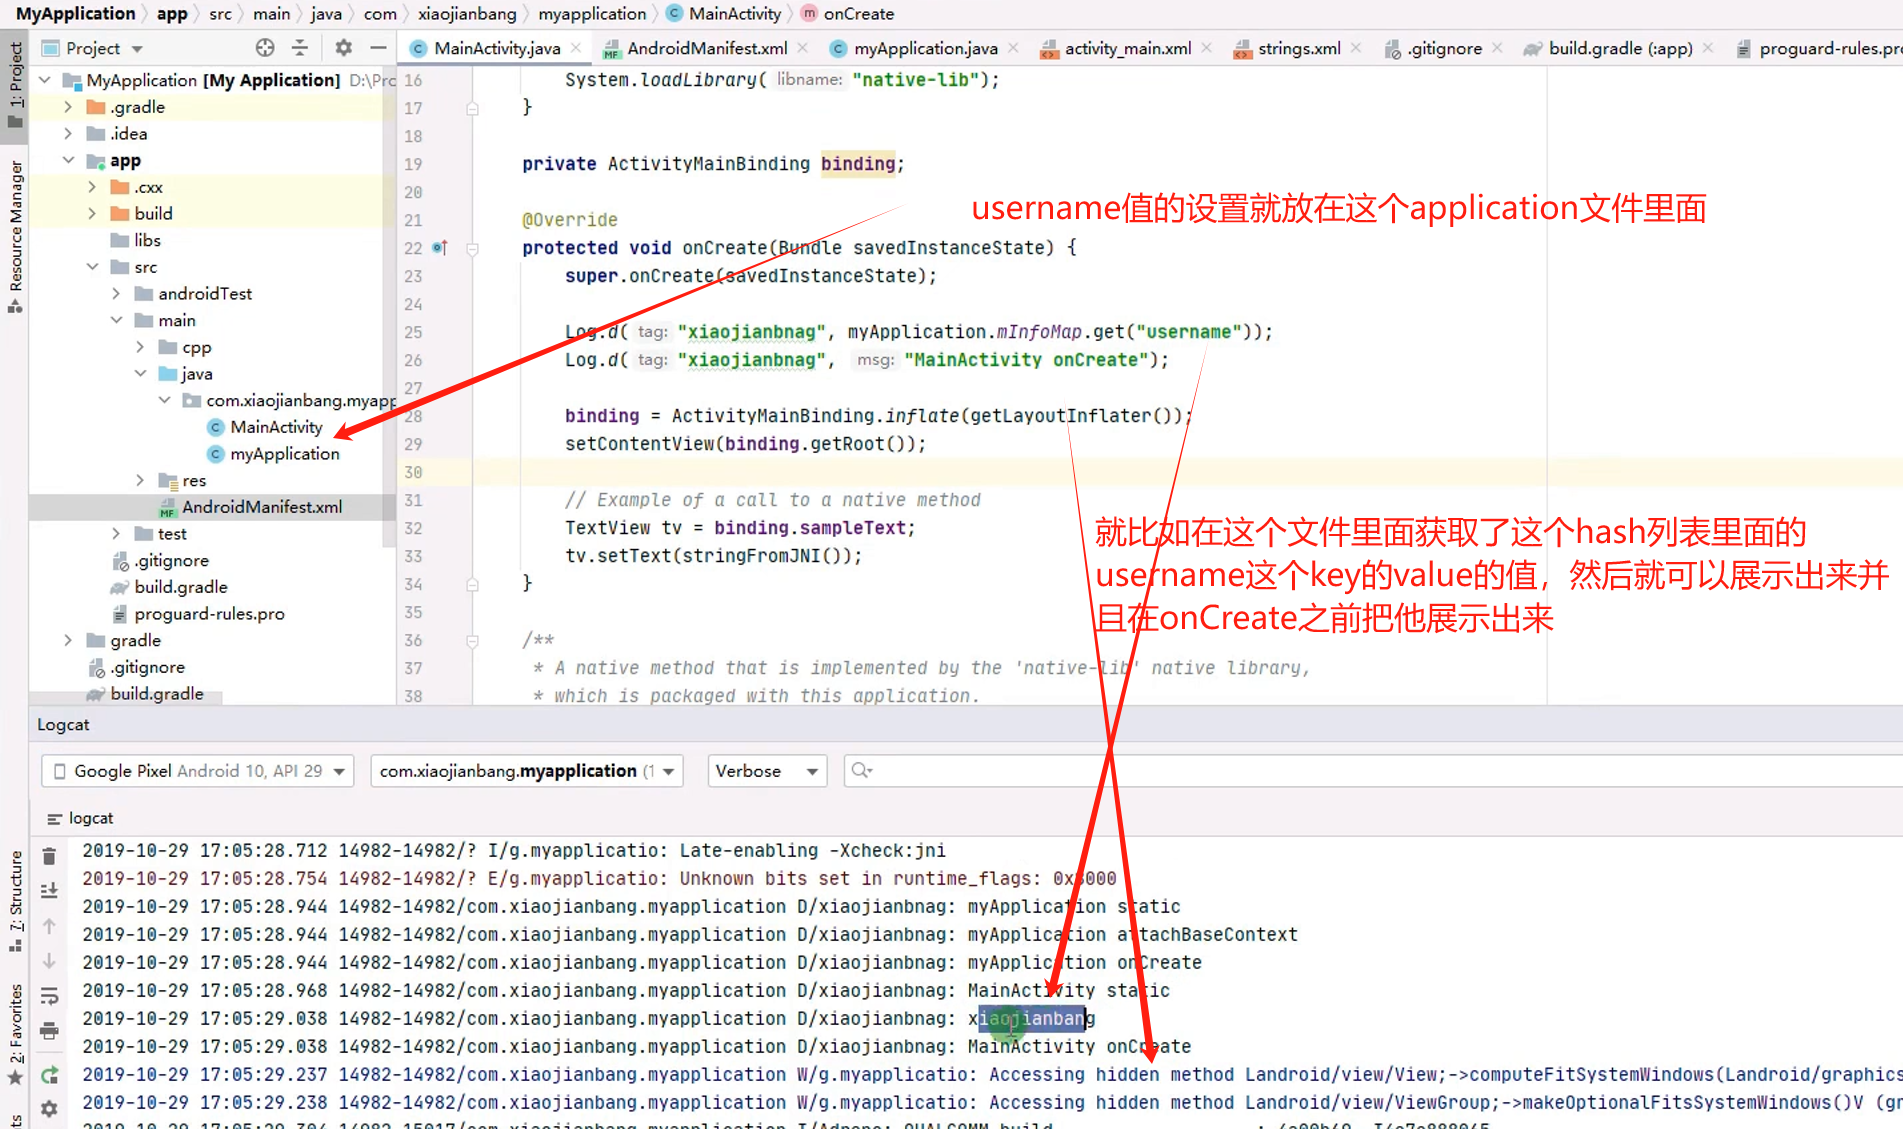 MyApplication app src main java com xiaojianbang myapplication MainActivity onCreate
Project
MainActivity.java AndroidManifest.xml myApplication.java activity_main.xml strings.xml .gitignore build.gradle (:app) proguard-rules.pro
1: Project
Resource Manager
7: Structure
2: Favorites
MyApplication [My Application] D:\Prc
.gradle
.idea
app
.cxx
build
libs
src
androidTest
main
cpp
java
com.xiaojianbang.myapp
MainActivity
myApplication
res
AndroidManifest.xml
test
.gitignore
build.gradle
proguard-rules.pro
gradle
.gitignore
build.gradle
16 System.loadLibrary( libname: "native-lib");
17 }
18
19 private ActivityMainBinding binding;
20
21 @Override
22 protected void onCreate(Bundle savedInstanceState) {
23 super.onCreate(savedInstanceState);
24
25 Log.d( tag: "xiaojianbnag", myApplication.mInfoMap.get("username"));
26 Log.d( tag: "xiaojianbnag", msg: "MainActivity onCreate");
27
28 binding = ActivityMainBinding.inflate(getLayoutInflater());
29 setContentView(binding.getRoot());
30
31 // Example of a call to a native method
32 TextView tv = binding.sampleText;
33 tv.setText(stringFromJNI());
34 }
35
36 /**
37 * A native method that is implemented by the 'native-lib' native library,
38 * which is packaged with this application.
username值的设置就放在这个application文件里面
就比如在这个文件里面获取了这个hash列表里面的
username这个key的value的值，然后就可以展示出来并
且在onCreate之前把他展示出来
Logcat
Google Pixel Android 10, API 29 com.xiaojianbang.myapplication (1 Verbose
logcat
2019-10-29 17:05:28.712 14982-14982/? I/g.myapplicatio: Late-enabling -Xcheck:jni
2019-10-29 17:05:28.754 14982-14982/? E/g.myapplicatio: Unknown bits set in runtime_flags: 0x8000
2019-10-29 17:05:28.944 14982-14982/com.xiaojianbang.myapplication D/xiaojianbnag: myApplication static
2019-10-29 17:05:28.944 14982-14982/com.xiaojianbang.myapplication D/xiaojianbnag: myApplication attachBaseContext
2019-10-29 17:05:28.944 14982-14982/com.xiaojianbang.myapplication D/xiaojianbnag: myApplication onCreate
2019-10-29 17:05:28.968 14982-14982/com.xiaojianbang.myapplication D/xiaojianbnag: MainActivity static
2019-10-29 17:05:29.038 14982-14982/com.xiaojianbang.myapplication D/xiaojianbnag: xiaojianbang
2019-10-29 17:05:29.038 14982-14982/com.xiaojianbang.myapplication D/xiaojianbnag: MainActivity onCreate
2019-10-29 17:05:29.237 14982-14982/com.xiaojianbang.myapplication W/g.myapplicatio: Accessing hidden method Landroid/view/View;->computeFitSystemWindows(Landroid/graphics
2019-10-29 17:05:29.238 14982-14982/com.xiaojianbang.myapplication W/g.myapplicatio: Accessing hidden method Landroid/view/ViewGroup;->makeOptionalFitsSystemWindows()V (gr